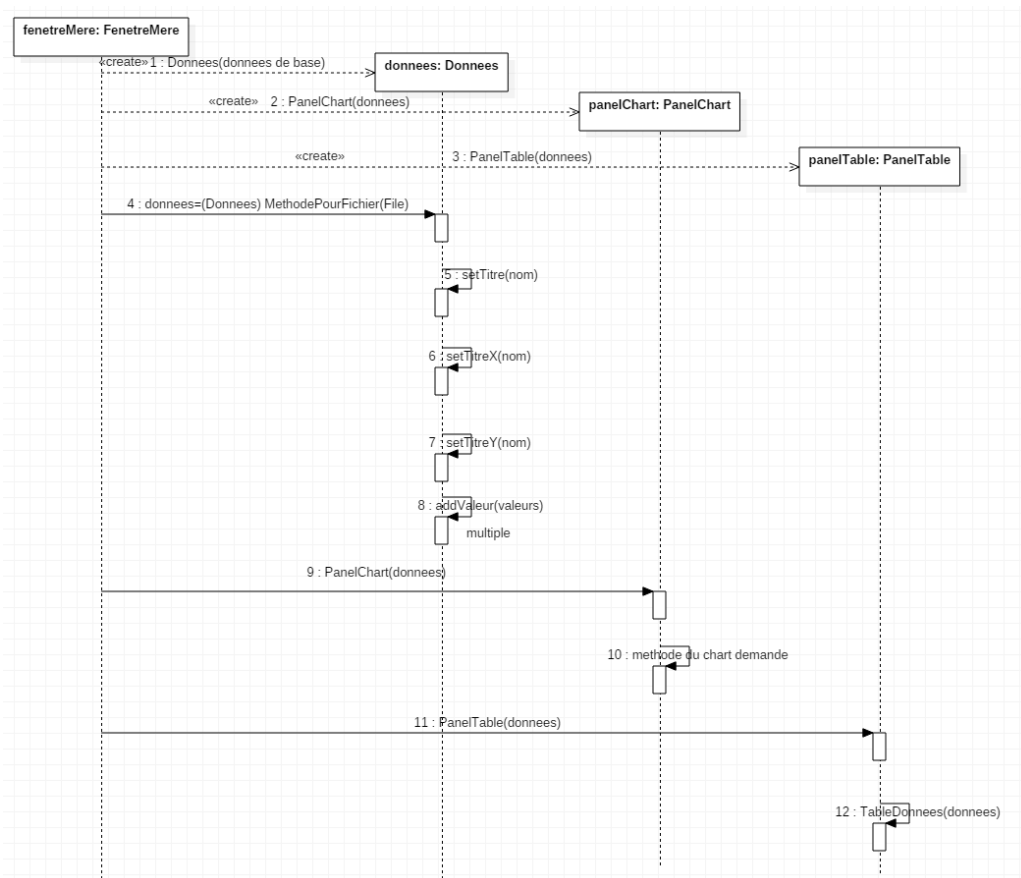 fenetreMere: FenetreMere
«create» 1 : Donnees(donnees de base)
donnees: Donnees
«create» 2 : PanelChart(donnees)
panelChart: PanelChart
«create» 3 : PanelTable(donnees)
panelTable: PanelTable
4 : donnees=(Donnees) MethodePourFichier(File)
5 : setTitre(nom)
6 : setTitreX(nom)
7 : setTitreY(nom)
8 : addValeur(valeurs)
multiple
9 : PanelChart(donnees)
10 : methode du chart demande
11 : PanelTable(donnees)
12 : TableDonnees(donnees)